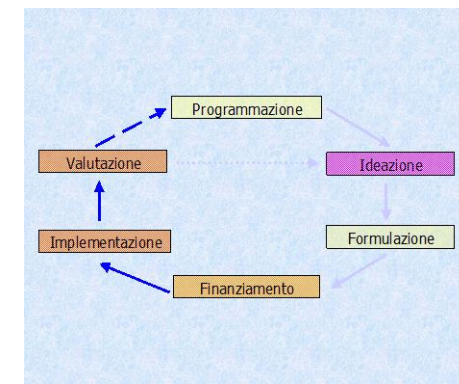 Programmazione
Valutazione
Ideazione
Implementazione
Formulazione
Finanziamento